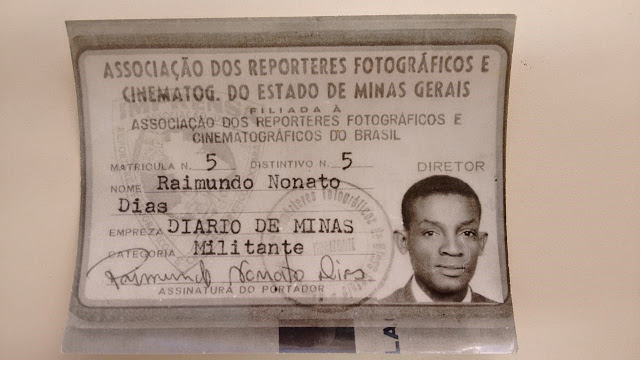 ASSOCIAÇÃO DOS REPORTERES FOTOGRÁFICOS E
CINEMATOG. DO ESTADO DE MINAS GERAIS
FILIADA À
ASSOCIAÇÃO DOS REPORTERES FOTOGRÁFICOS E
CINEMATOGRÁFICOS DO BRASIL
MATRICULA N. 5 DISTINTIVO N. 5
DIRETOR
NOME Raimundo Nonato
Dias
EMPREZA DIARIO DE MINAS
CATEGORIA Militante
Raimundo Nonato Dias
ASSINATURA DO PORTADOR